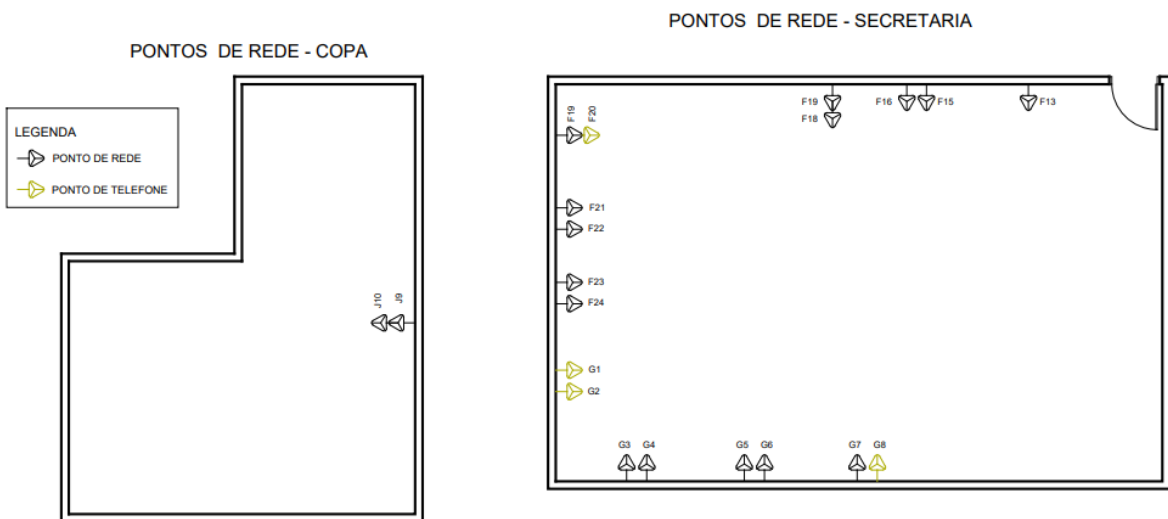 PONTOS DE REDE - COPA
LEGENDA
PONTO DE REDE
PONTO DE TELEFONE
J10 J9
PONTOS DE REDE - SECRETARIA
F19 F20
F19 F16 F15 F13
F18
F21
F22
F23
F24
G1
G2
G3 G4 G5 G6 G7 G8